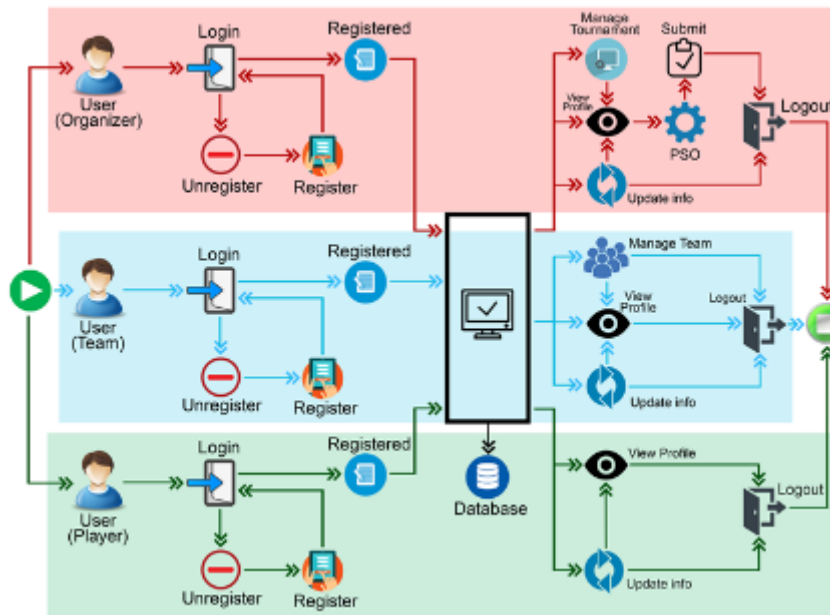 Login
Registered
Manage
Tournament
Submit
User
(Organizer)
View
Profile
Logout
PSO
Unregister
Register
Update info
Login
Registered
Manage Team
View
Profile
Logout
User
(Team)
Unregister
Register
Update info
Login
Registered
View Profile
Database
Logout
User
(Player)
Unregister
Register
Update info